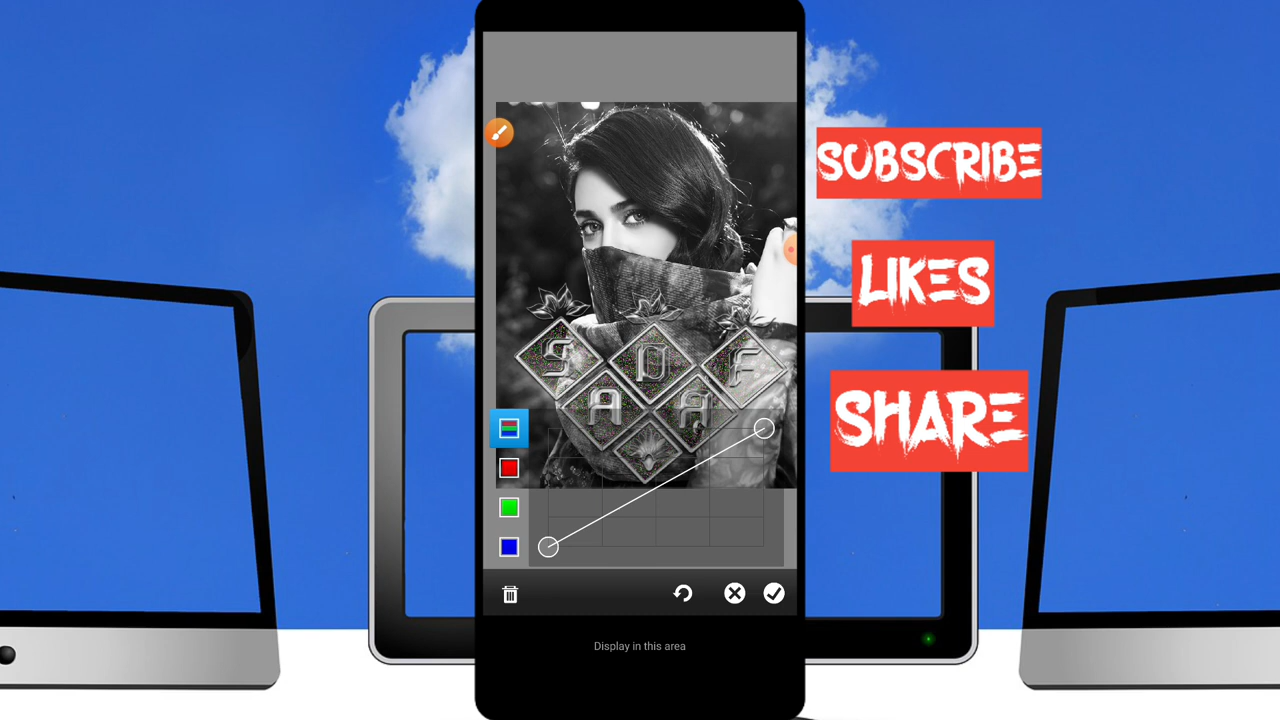 SUBSCRIBE
LIKES
SHARE
S D F
A A
Display in this area